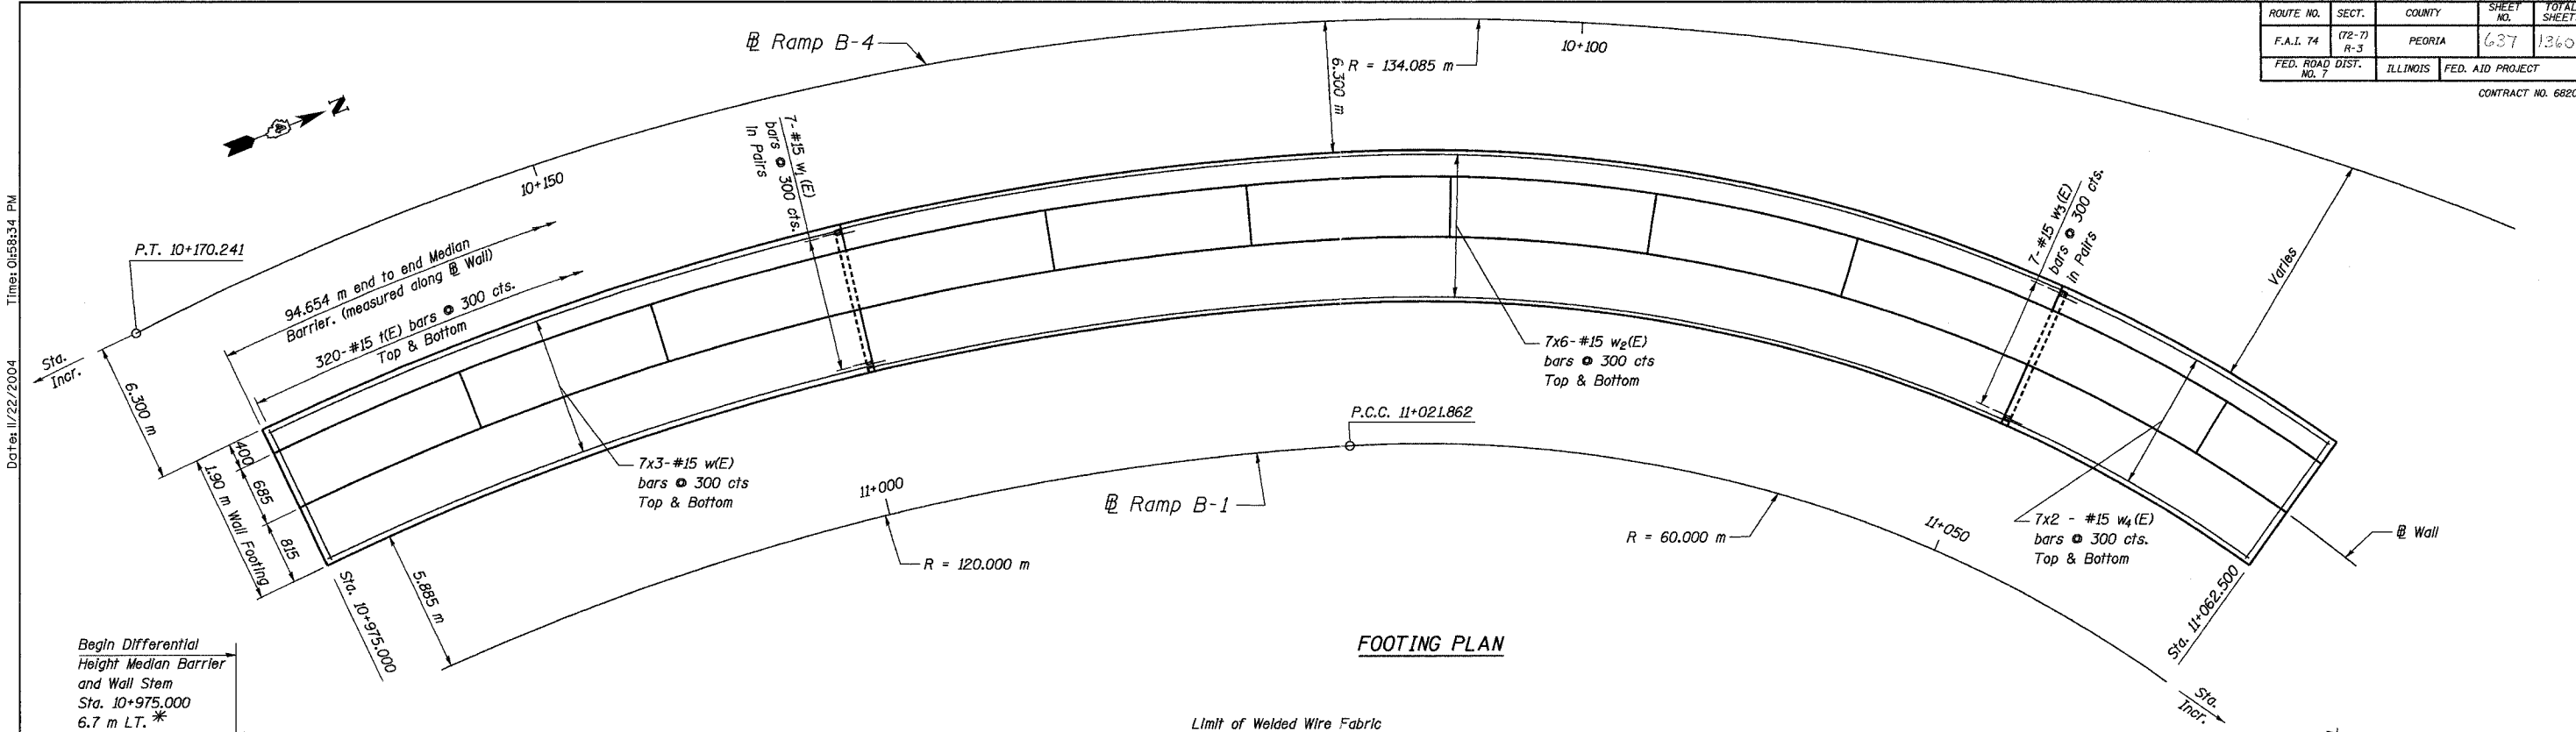 ROUTE NO. SECT. COUNTY SHEET NO. TOTAL SHEET
F.A.I. 74 (72-7) R-3 PEORIA 637 1360
FED. ROAD DIST. NO. 7 ILLINOIS FED. AID PROJECT
CONTRACT NO. 6820
Date: 11/22/2004 Time: 01:58:34 PM
N
℄ Ramp B-4
10+100
R = 134.085 m
6.300 m
10+150
P.T. 10+170.241
Sta.
Incr.
94.654 m end to end Median
Barrier. (measured along ℄ Wall)
320-#15 t(E) bars @ 300 cts.
Top & Bottom
7-#15 w1 (E)
bars @ 300 cts.
in Pairs
7-#15 w3(E)
bars @ 300 cts.
in Pairs
Varies
6.300 m
400
685
815
1.90 m Wall Footing
7x3-#15 w(E)
bars @ 300 cts
Top & Bottom
7x6-#15 w2(E)
bars @ 300 cts
Top & Bottom
P.C.C. 11+021.862
11+000
℄ Ramp B-1
R = 120.000 m
R = 60.000 m
11+050
7x2 - #15 w4(E)
bars @ 300 cts.
Top & Bottom
℄ Wall
Sta. 10+975.000
5.885 m
Sta. 11+062.500
Sta.
Incr.
FOOTING PLAN
Begin Differential
Height Median Barrier
and Wall Stem
Sta. 10+975.000
6.7 m LT. *
Limit of Welded Wire Fabric